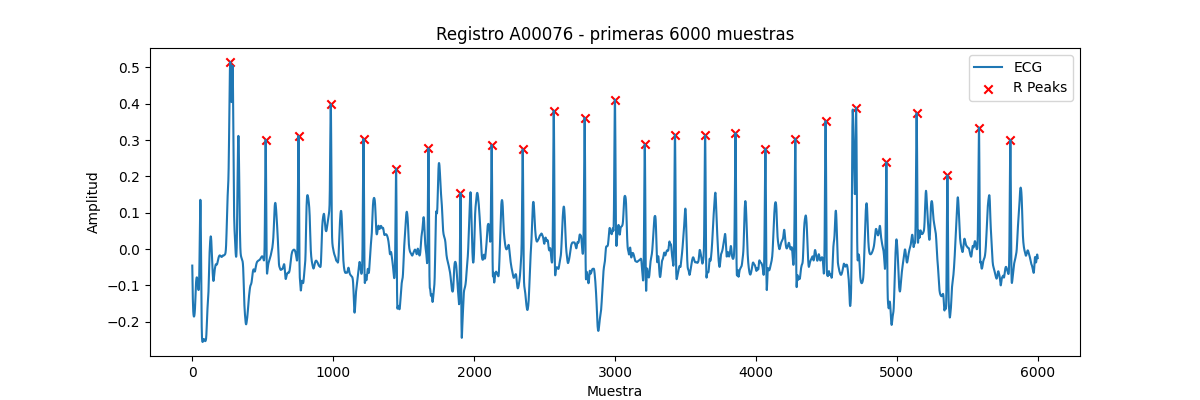 Registro A00076 - primeras 6000 muestras
ECG
R Peaks
Amplitud
0.5
0.4
0.3
0.2
0.1
0.0
−0.1
−0.2
0 1000 2000 3000 4000 5000 6000
Muestra